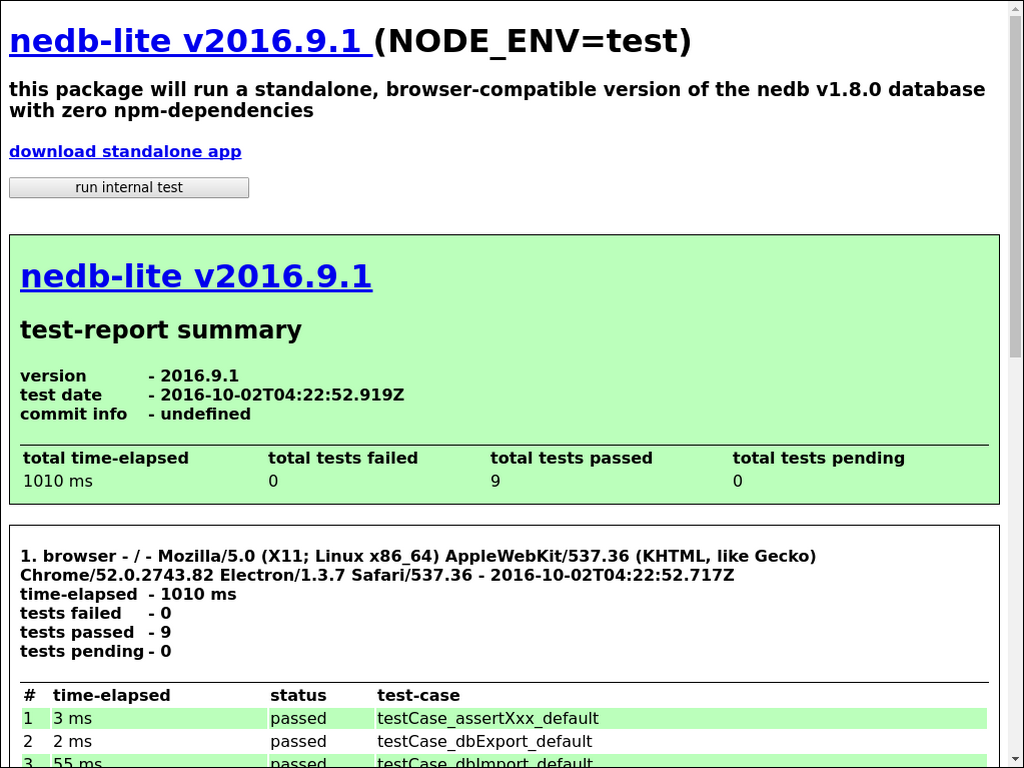 nedb-lite v2016.9.1 (NODE_ENV=test)
this package will run a standalone, browser-compatible version of the nedb v1.8.0 database
with zero npm-dependencies
download standalone app
run internal test
nedb-lite v2016.9.1
test-report summary
version - 2016.9.1
test date - 2016-10-02T04:22:52.919Z
commit info - undefined
total time-elapsed total tests failed total tests passed total tests pending
1010 ms 0 9 0
1. browser - / - Mozilla/5.0 (X11; Linux x86_64) AppleWebKit/537.36 (KHTML, like Gecko)
Chrome/52.0.2743.82 Electron/1.3.7 Safari/537.36 - 2016-10-02T04:22:52.717Z
time-elapsed - 1010 ms
tests failed - 0
tests passed - 9
tests pending - 0
# time-elapsed status test-case
1 3 ms passed testCase_assertXxx_default
2 2 ms passed testCase_dbExport_default
3 55 ms passed testCase_dbImport_default